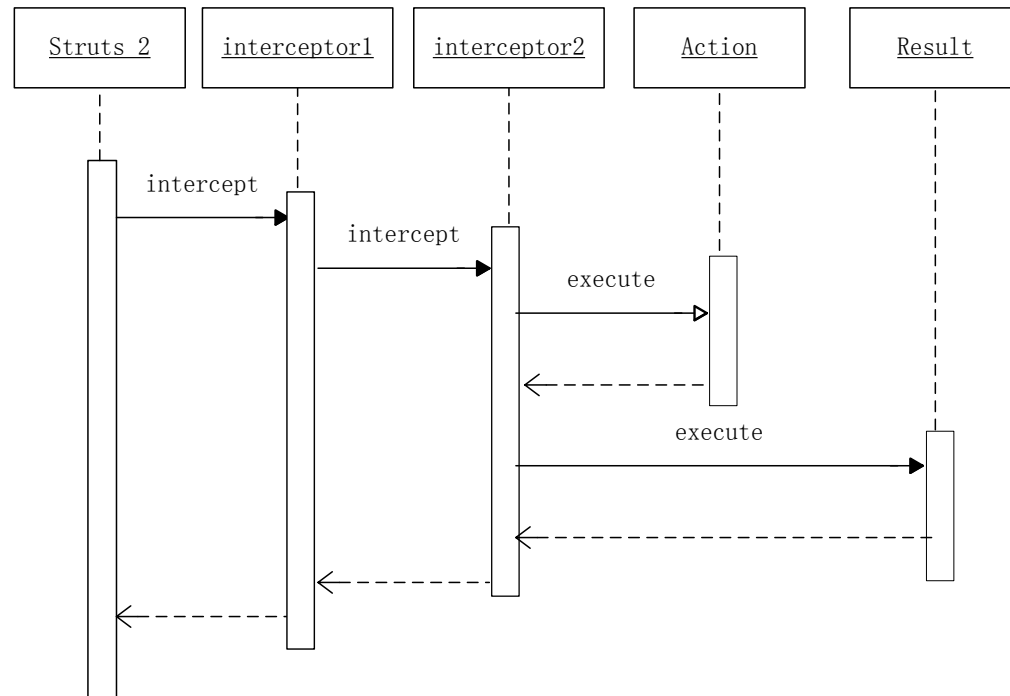 Struts 2
interceptor1
interceptor2
Action
Result
intercept
intercept
execute
execute